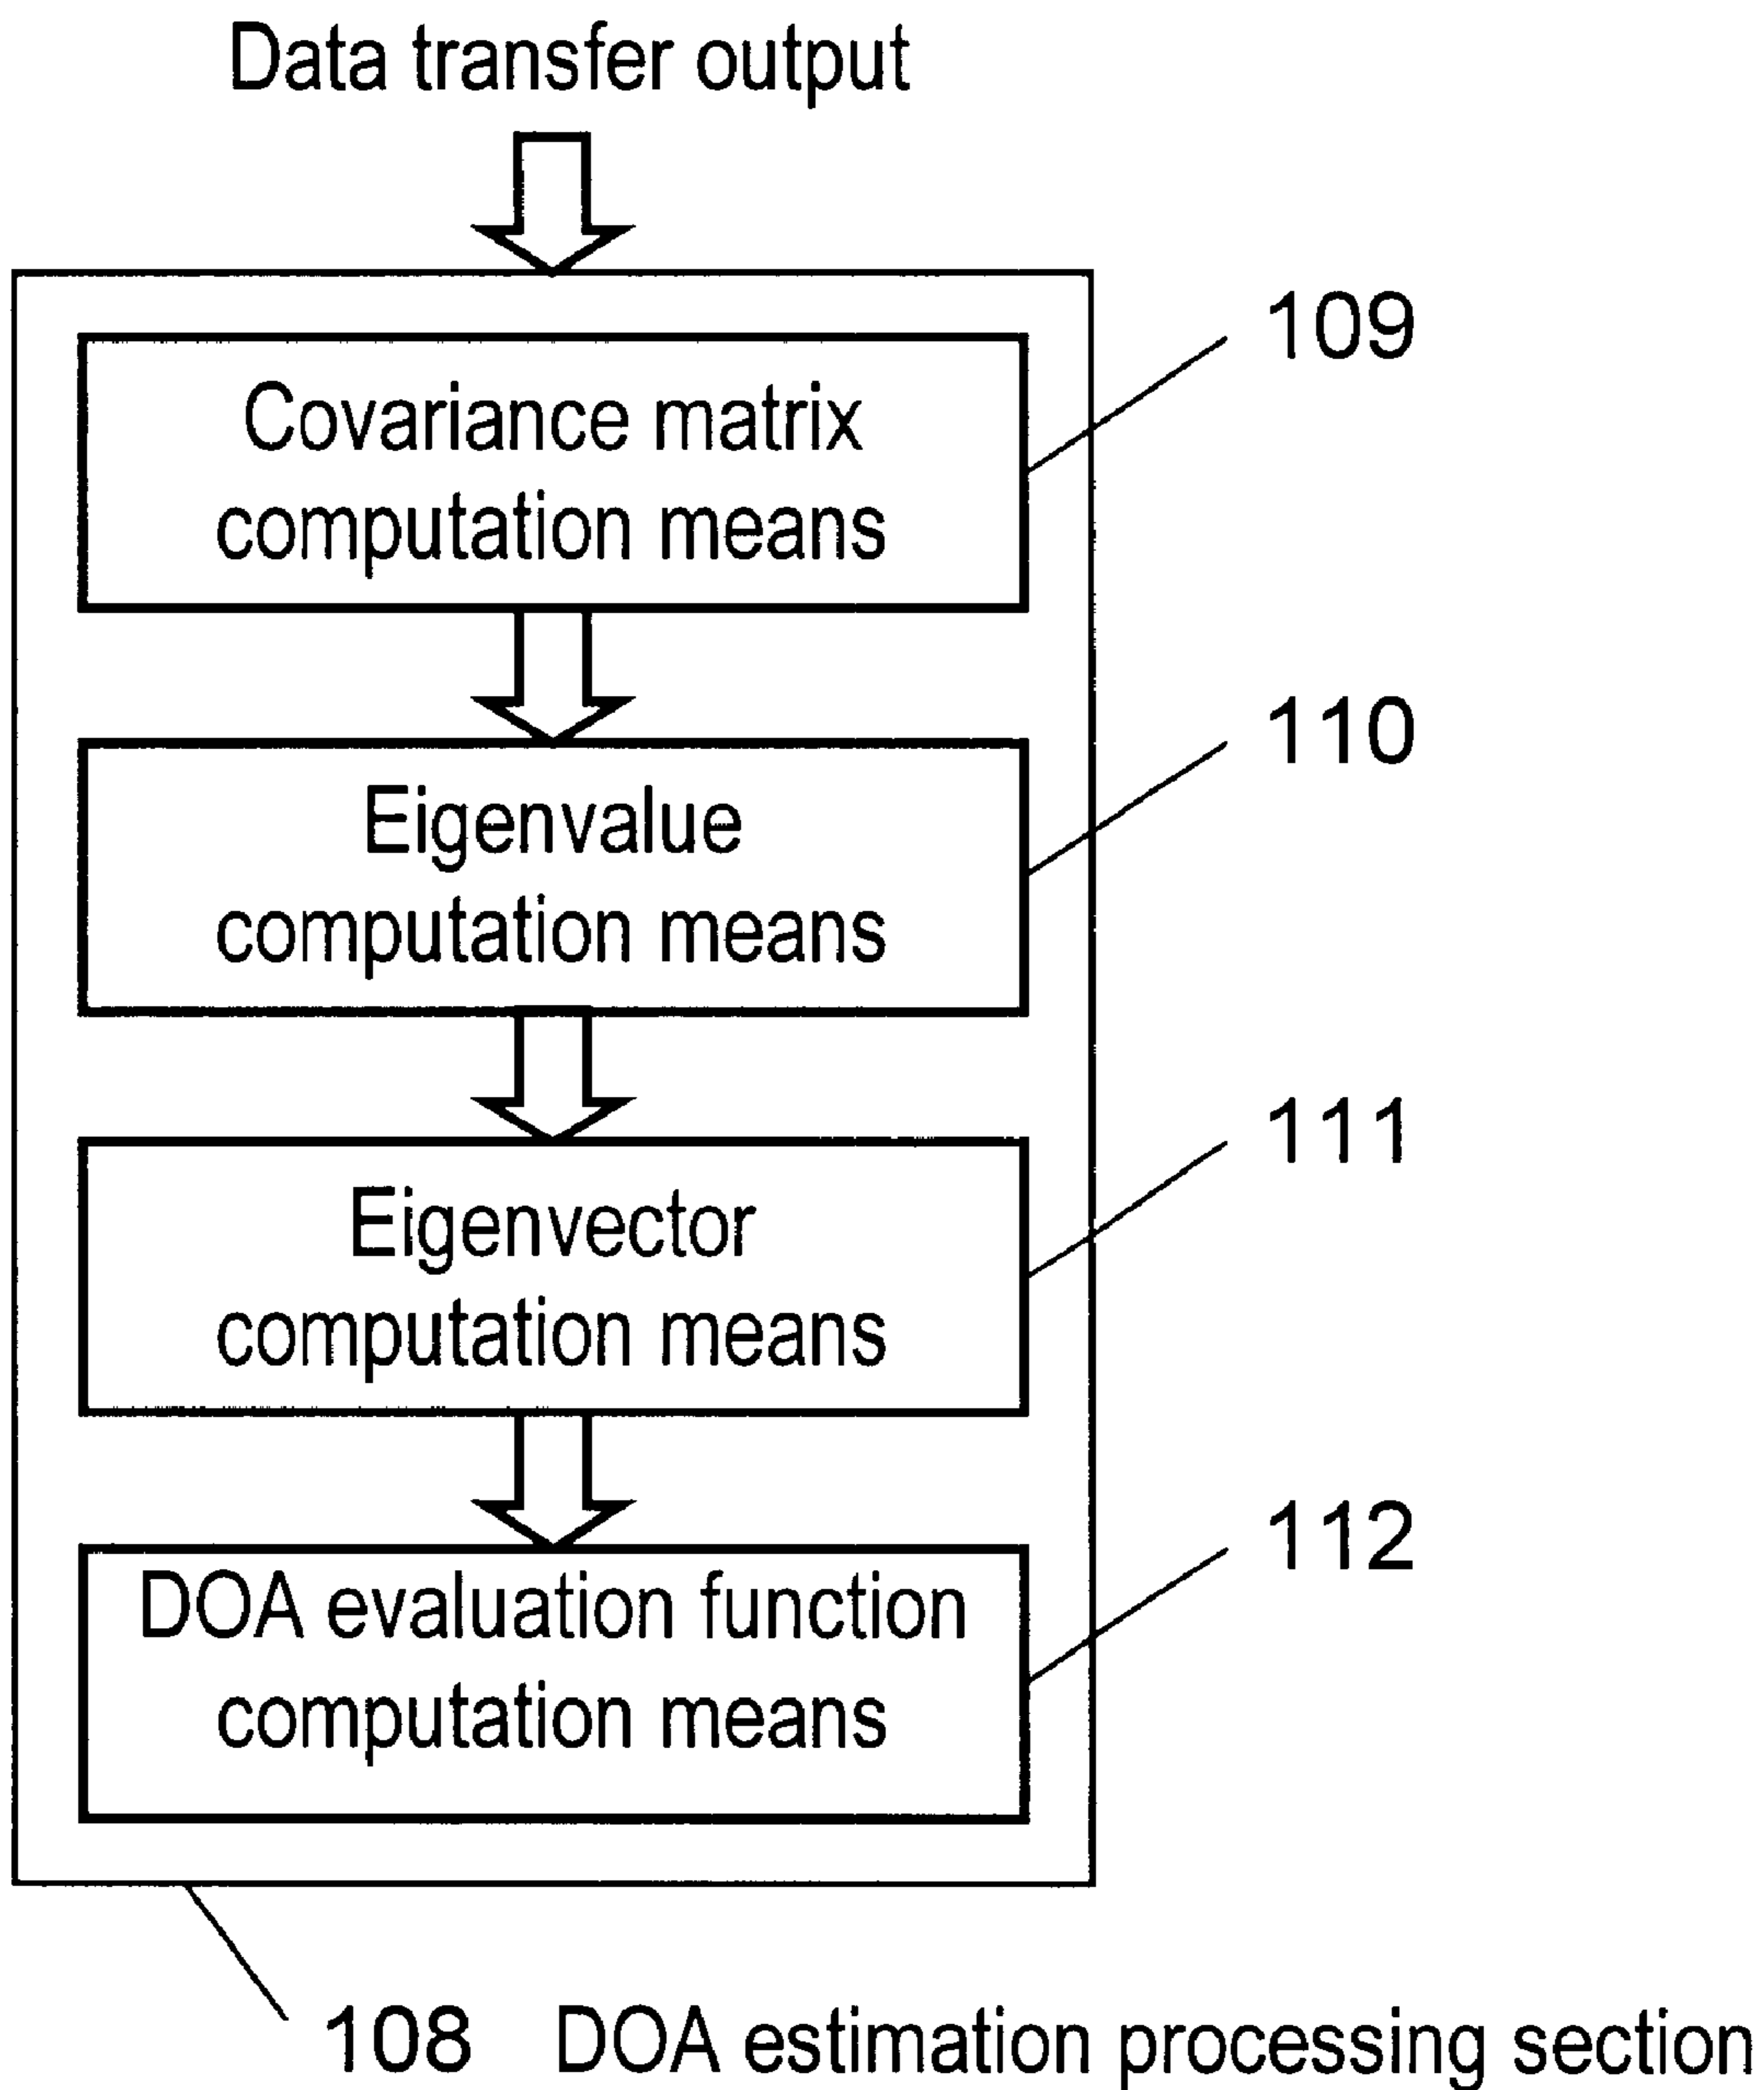 Data transfer output
Covariance matrix
computation means
109
Eigenvalue
computation means
110
Eigenvector
computation means
111
DOA evaluation function
computation means
112
108 DOA estimation processing section